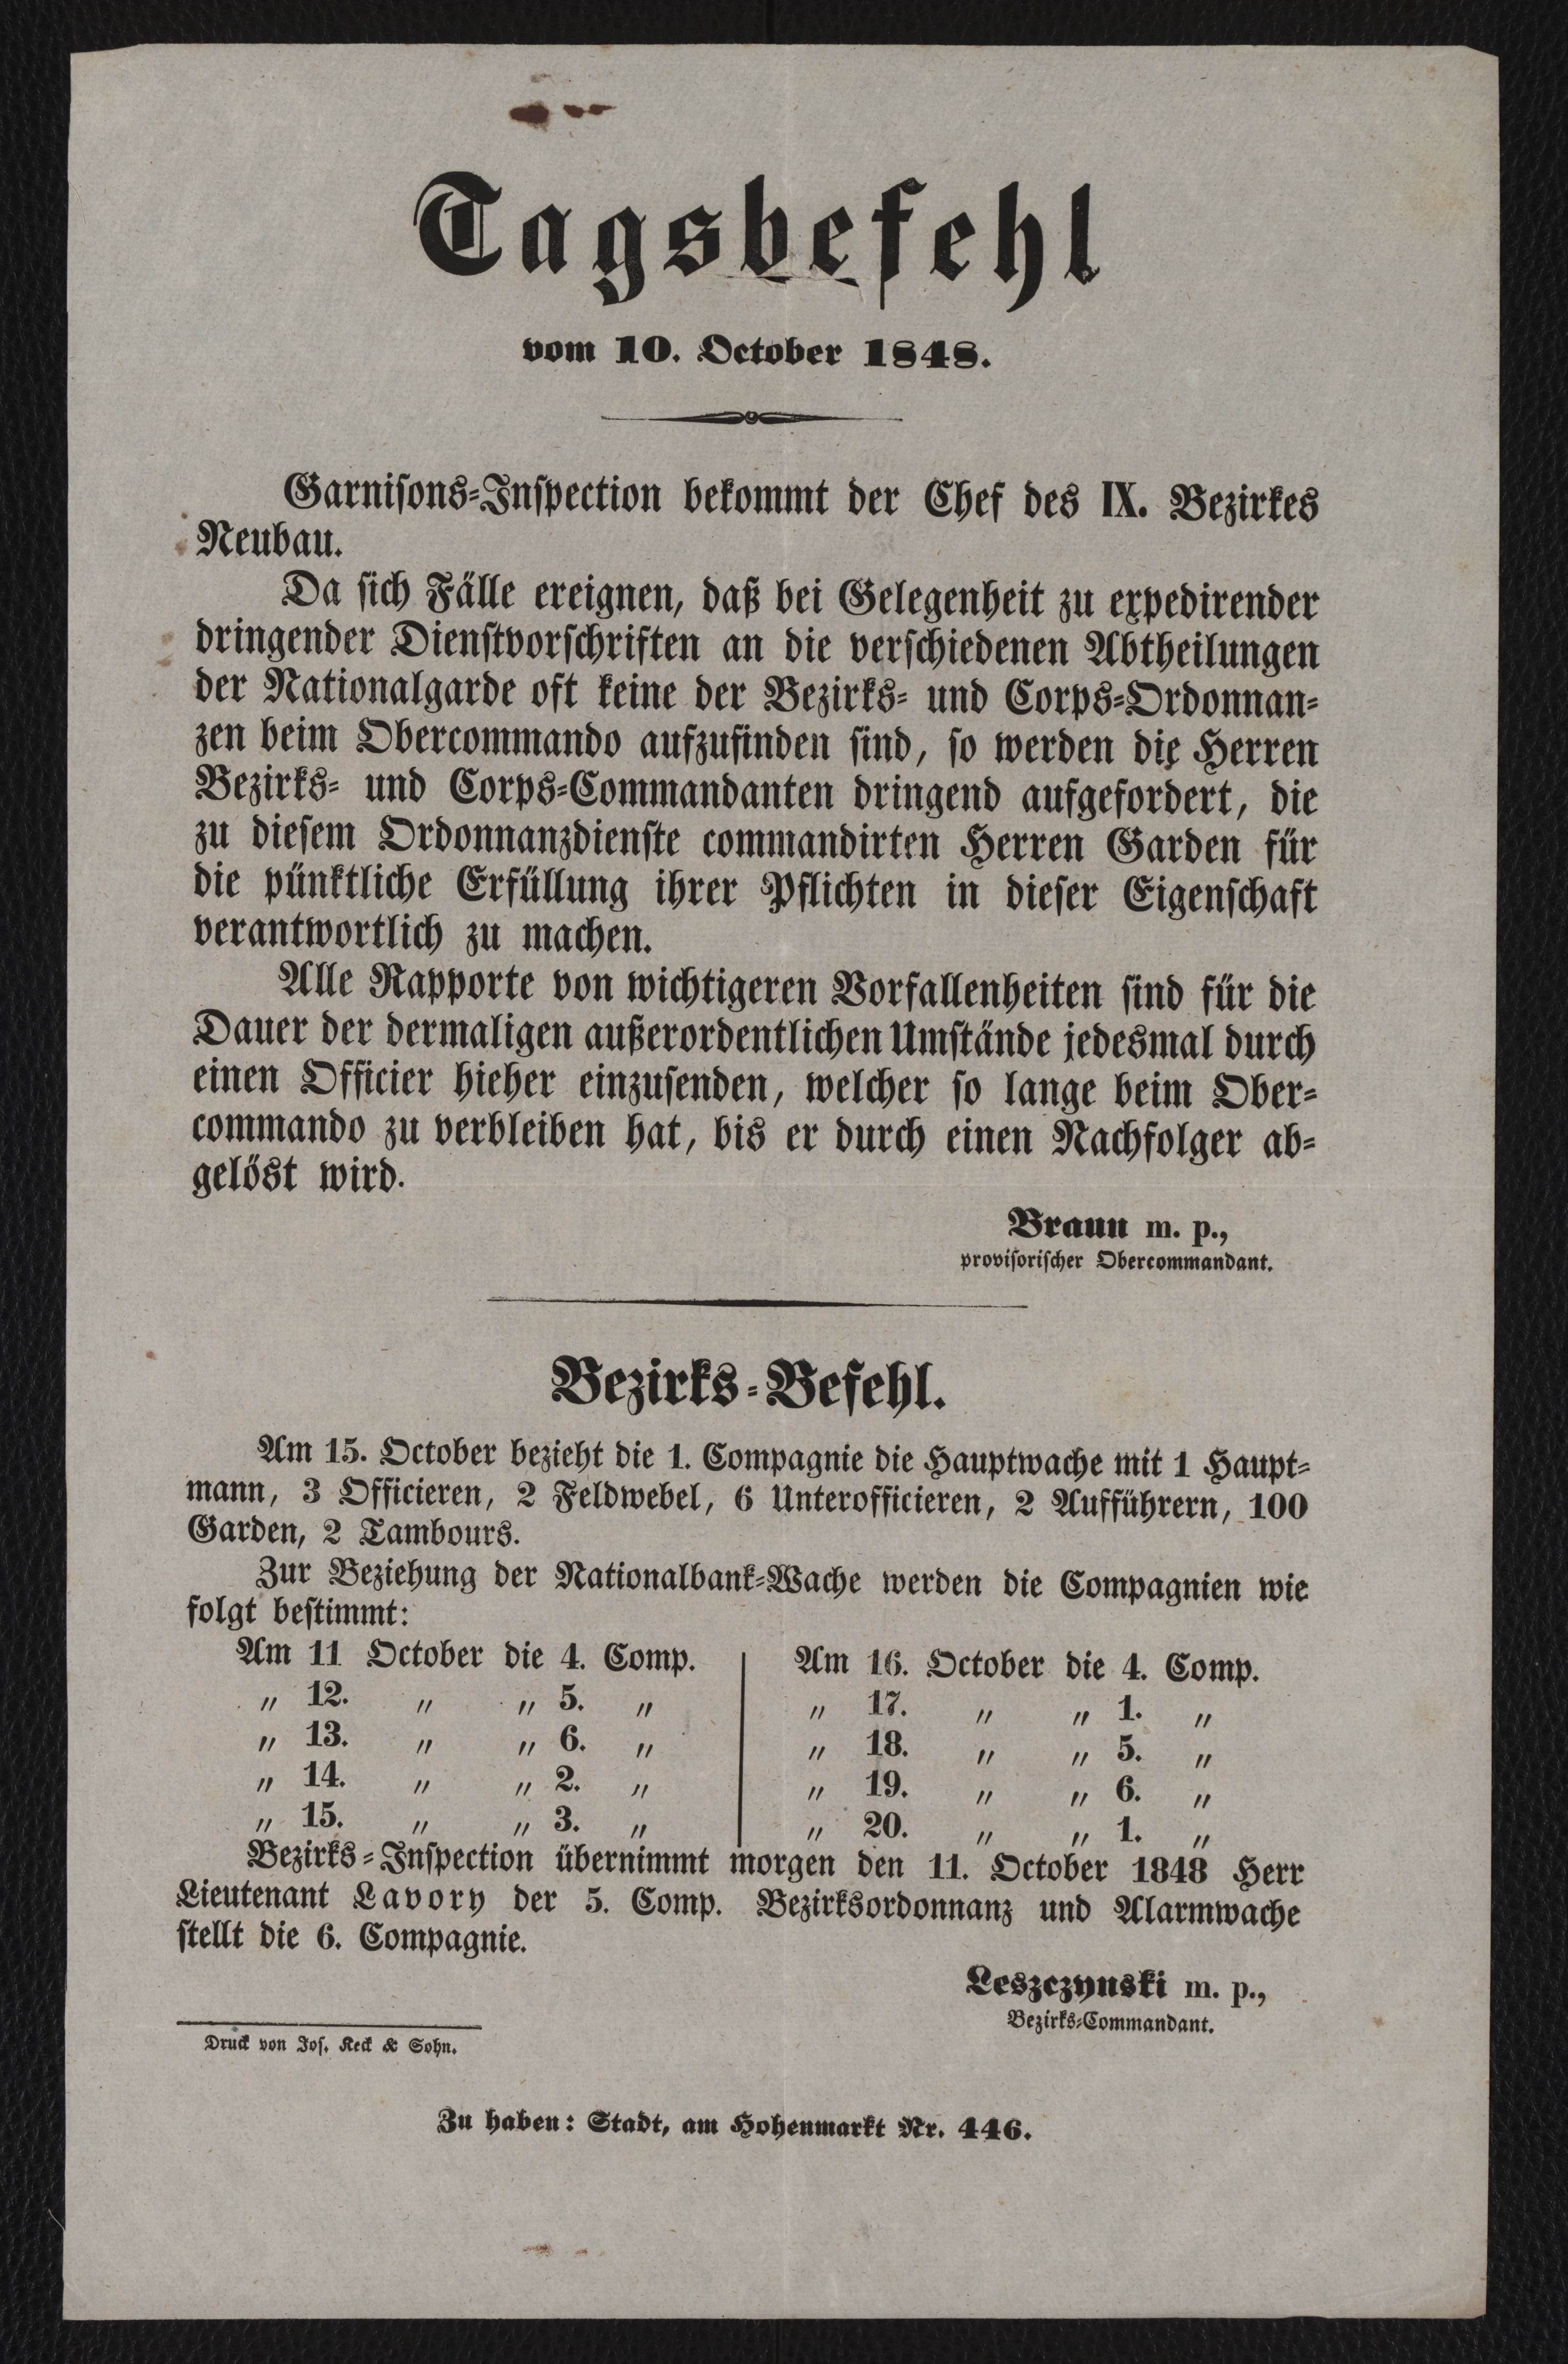 Tagsbefehl
vom 10. October 1848.
Garnisons-Inspection bekommt der Chef des IX. Bezirkes
Neubau.
Da sich Fälle ereignen, daß bei Gelegenheit zu expedirender
dringender Dienstvorschriften an die verschiedenen Abtheilungen
der Nationalgarde oft keine der Bezirks- und Corps-Ordonnan-
zen beim Obercommando aufzufinden sind, so werden die Herren
Bezirks- und Corps-Commandanten dringend aufgefordert, die
zu diesem Ordonnanzdienste commandirten Herren Garden für
die pünktliche Erfüllung ihrer Pflichten in dieser Eigenschaft
verantwortlich zu machen.
Alle Rapporte von wichtigeren Vorfallenheiten sind für die
Dauer der dermaligen außerordentlichen Umstände jedesmal durch
einen Officier hieher einzusenden, welcher so lange beim Ober-
commando zu verbleiben hat, bis er durch einen Nachfolger ab-
gelöst wird.
Braun m. p.,
provisorischer Obercommandant.
Bezirks-Befehl.
Am 15. October bezieht die 1. Compagnie die Hauptwache mit 1 Haupt-
mann, 3 Officieren, 2 Feldwebel, 6 Unterofficieren, 2 Aufführern, 100
Garden, 2 Tambours.
Zur Beziehung der Nationalbank-Wache werden die Compagnien wie
folgt bestimmt:
Am 11 October die 4. Comp.
„ 12. „ „ 5. „
„ 13. „ „ 6. „
„ 14. „ „ 2. „
„ 15. „ „ 3. „
Am 16. October die 4. Comp.
„ 17. „ „ 1. „
„ 18. „ „ 5. „
„ 19. „ „ 6. „
„ 20. „ „ 1. „
Bezirks-Inspection übernimmt morgen den 11. October 1848 Herr
Lieutenant Lavory der 5. Comp. Bezirksordonnanz und Alarmwache
stellt die 6. Compagnie.
Leszczynski m. p.,
Bezirks-Commandant.
Druck von Jos. Keck & Sohn.
Zu haben: Stadt, am Hohenmarkt Nr. 446.